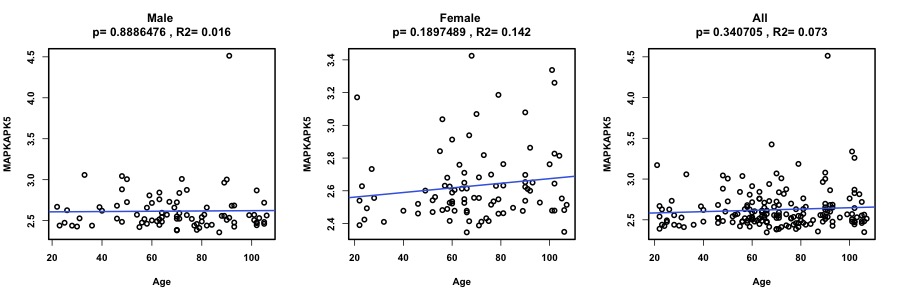 Male
p= 0.8886476 , R2= 0.016
MAPKAPK5
4.5
4.0
3.5
3.0
2.5
20 40 60 80 100
Age
Female
p= 0.1897489 , R2= 0.142
MAPKAPK5
3.4
3.2
3.0
2.8
2.6
2.4
20 40 60 80 100
Age
All
p= 0.340705 , R2= 0.073
MAPKAPK5
4.5
4.0
3.5
3.0
2.5
20 40 60 80 100
Age